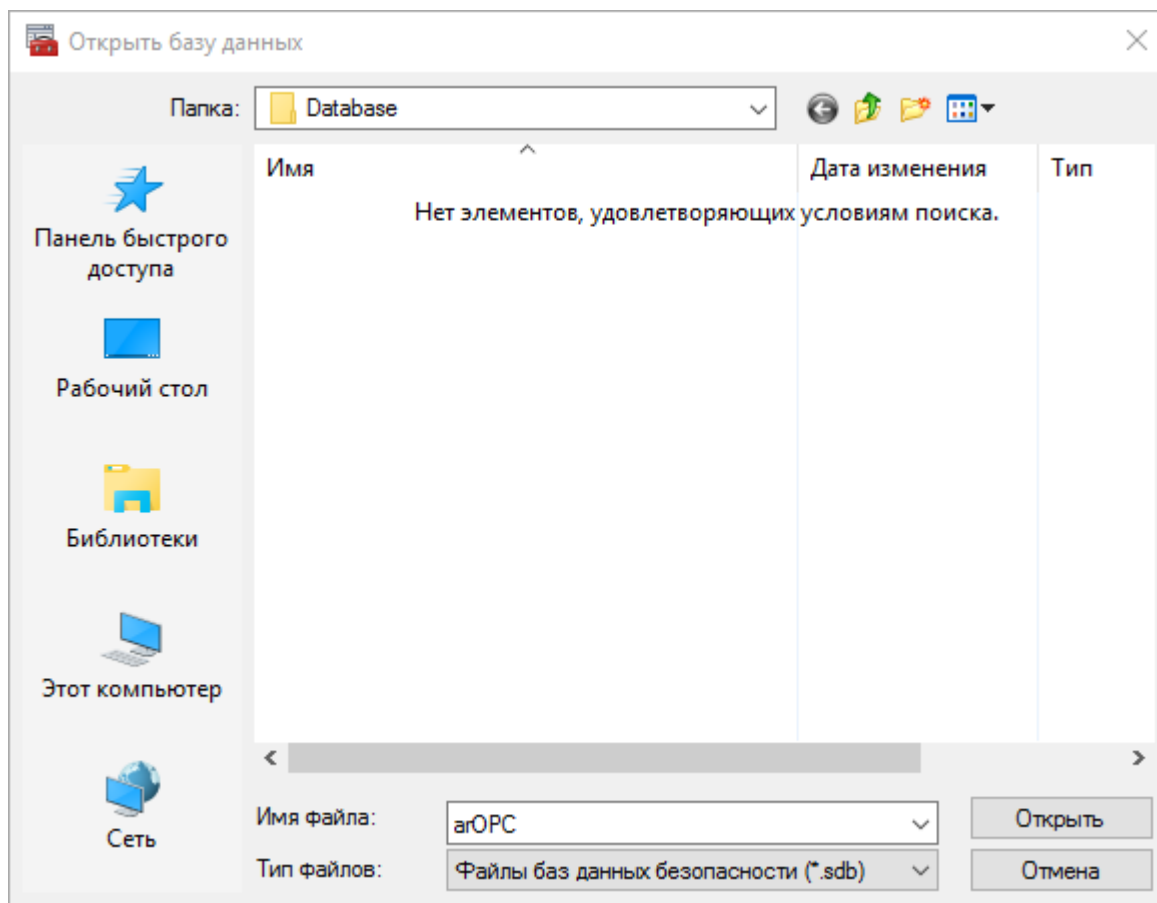 Открыть базу данных
Папка:
Database
Имя
Дата изменения
Тип
Нет элементов, удовлетворяющих условиям поиска.
Панель быстрого
доступа
Рабочий стол
Библиотеки
Этот компьютер
Сеть
Имя файла:
arOPC
Открыть
Тип файлов:
Файлы баз данных безопасности (*.sdb)
Отмена